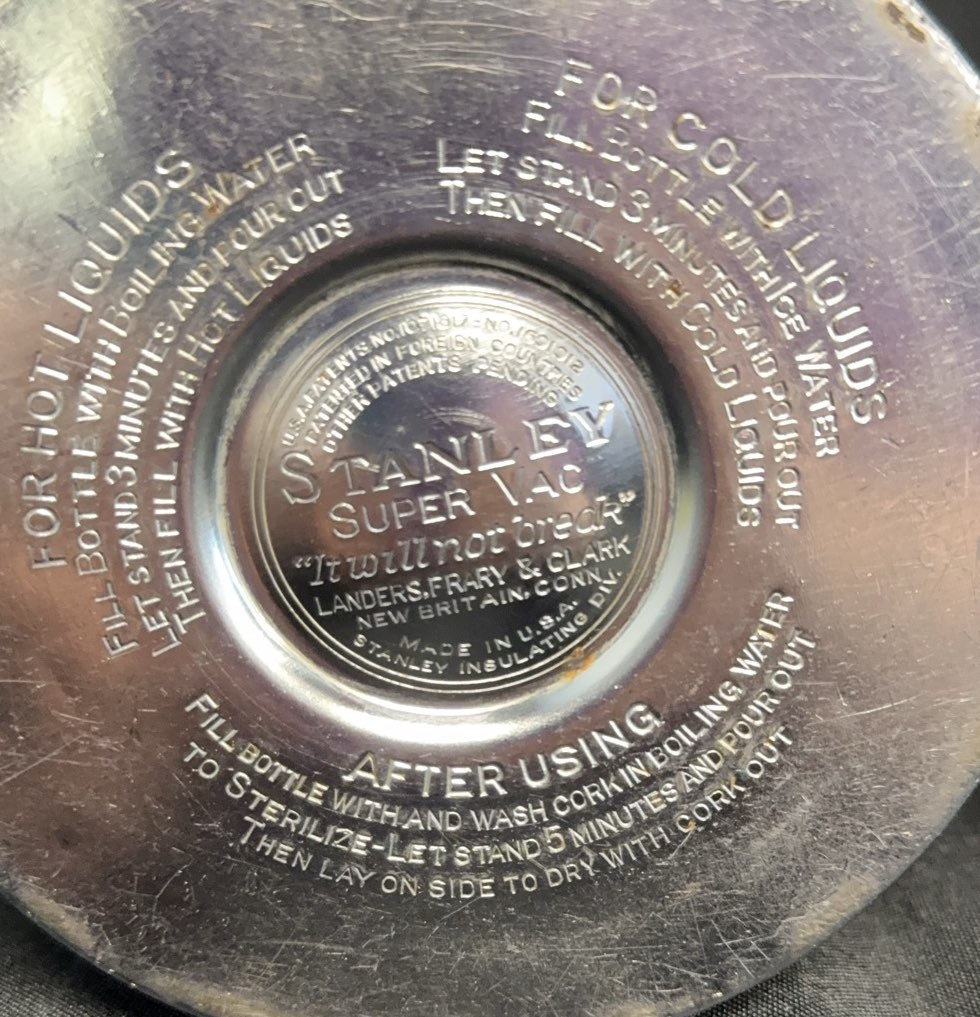 FOR HOT LIQUIDS
FILL BOTTLE WITH BOILING WATER
LET STAND 3 MINUTES AND POUR OUT
THEN FILL WITH HOT LIQUIDS
FOR COLD LIQUIDS
FILL BOTTLE WITH ICE WATER
LET STAND 3 MINUTES AND POUR OUT
THEN FILL WITH COLD LIQUIDS
U.S.A. PATENTS NO. NO.
PATENTED IN FOREIGN COUNTRIES
OTHER PATENTS PENDING
STANLEY
SUPER VAC
"It will not break"
LANDERS, FRARY & CLARK
NEW BRITAIN, CONN.
MADE IN U.S.A.
STANLEY INSULATING DIV.
AFTER USING
FILL BOTTLE WITH AND WASH CORK IN BOILING WATER
TO STERILIZE-LET STAND 5 MINUTES AND POUR OUT
THEN LAY ON SIDE TO DRY WITH CORK OUT